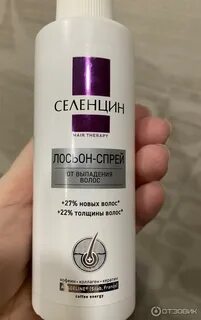 СЕЛЕНЦИН
HAIR THERAPY
ЛОСЬОН-СПРЕЙ
ОТ ВЫПАДЕНИЯ
ВОЛОС
+27% новых волос*
+22% толщины волос*
кофеин • коллаген • кератин
coffee energy
ОТЗОВИК